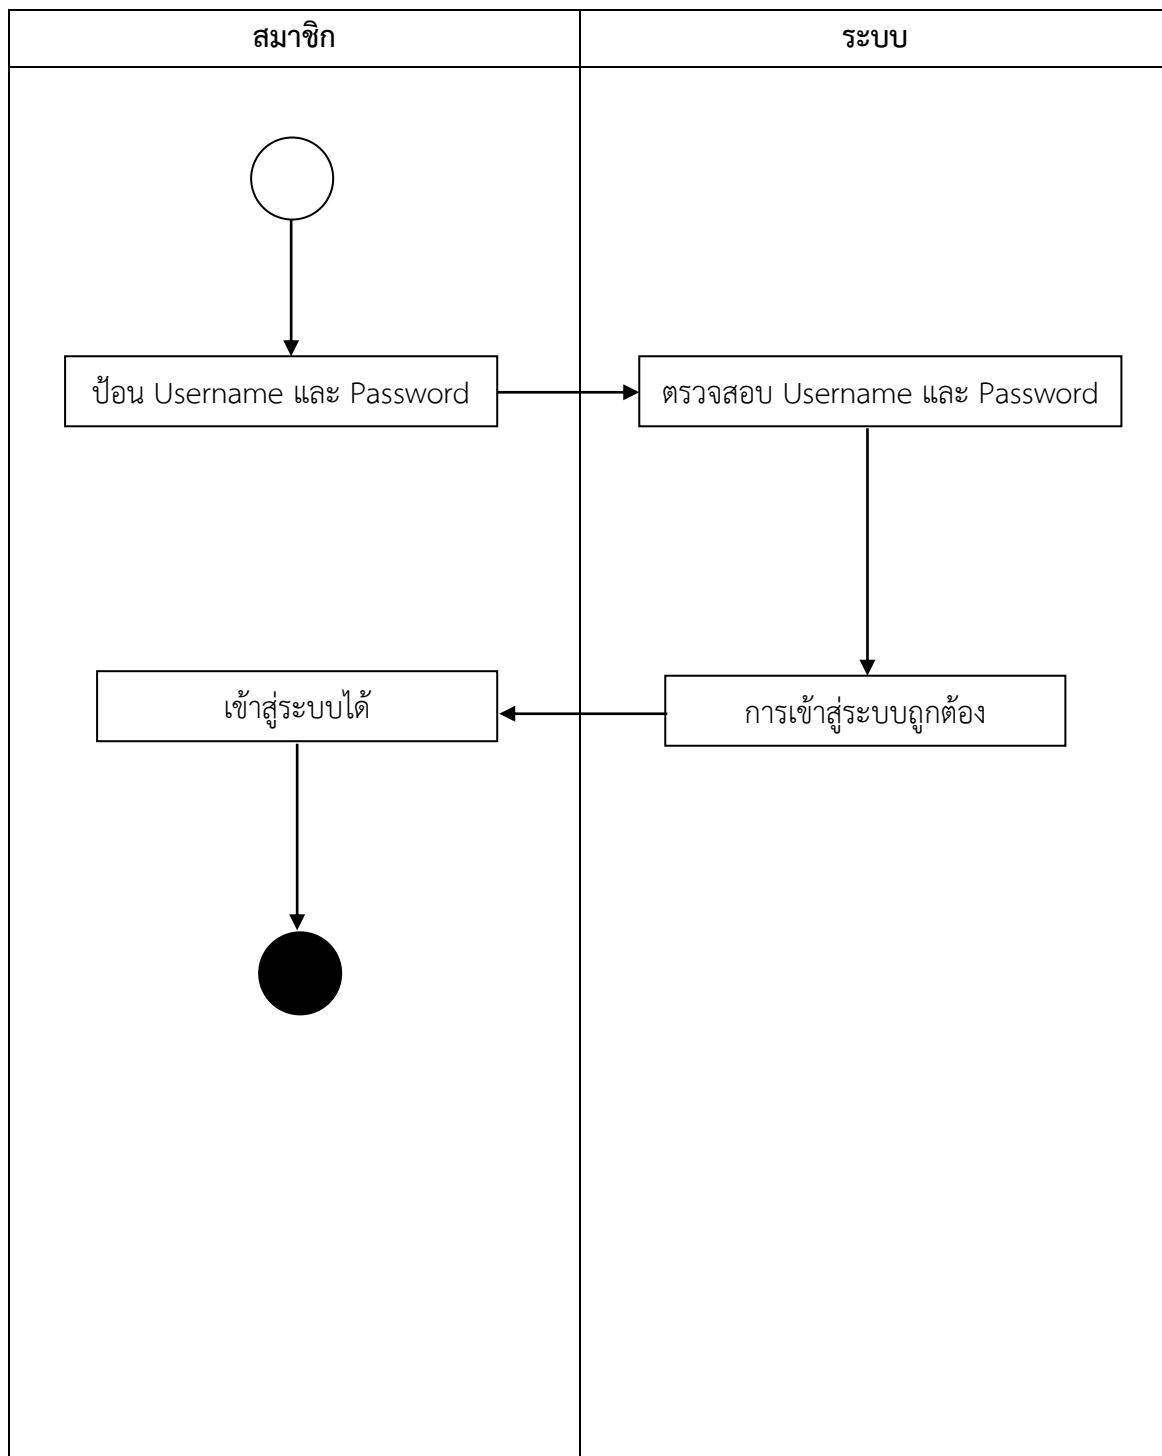 สมาชิก
ระบบ
ป้อน Username และ Password
ตรวจสอบ Username และ Password
เข้าสู่ระบบได้
การเข้าสู่ระบบถูกต้อง